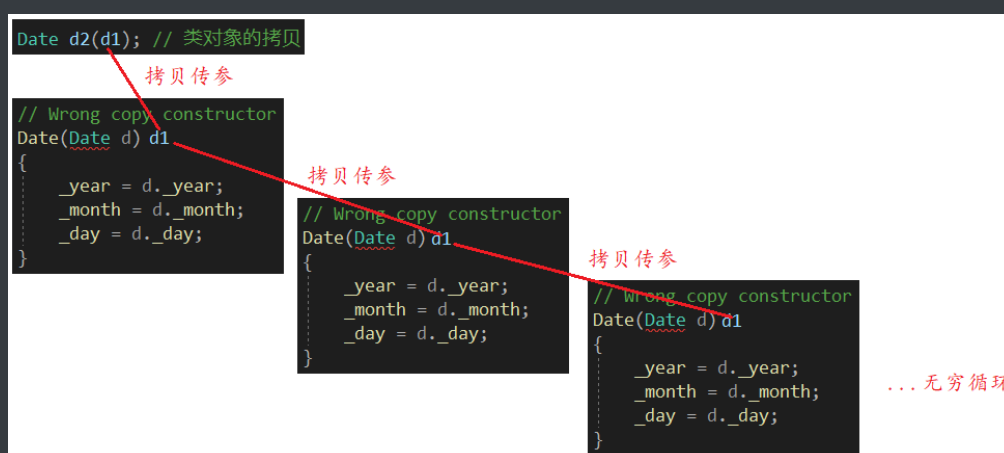 Date d2(d1); // 类对象的拷贝
拷贝传参
// Wrong copy constructor
Date(Date d) d1
{
_year = d._year;
_month = d._month;
_day = d._day;
}
拷贝传参
// Wrong copy constructor
Date(Date d) d1
{
_year = d._year;
_month = d._month;
_day = d._day;
}
拷贝传参
// Wrong copy constructor
Date(Date d) d1
{
_year = d._year;
_month = d._month;
_day = d._day;
}
...无穷循环